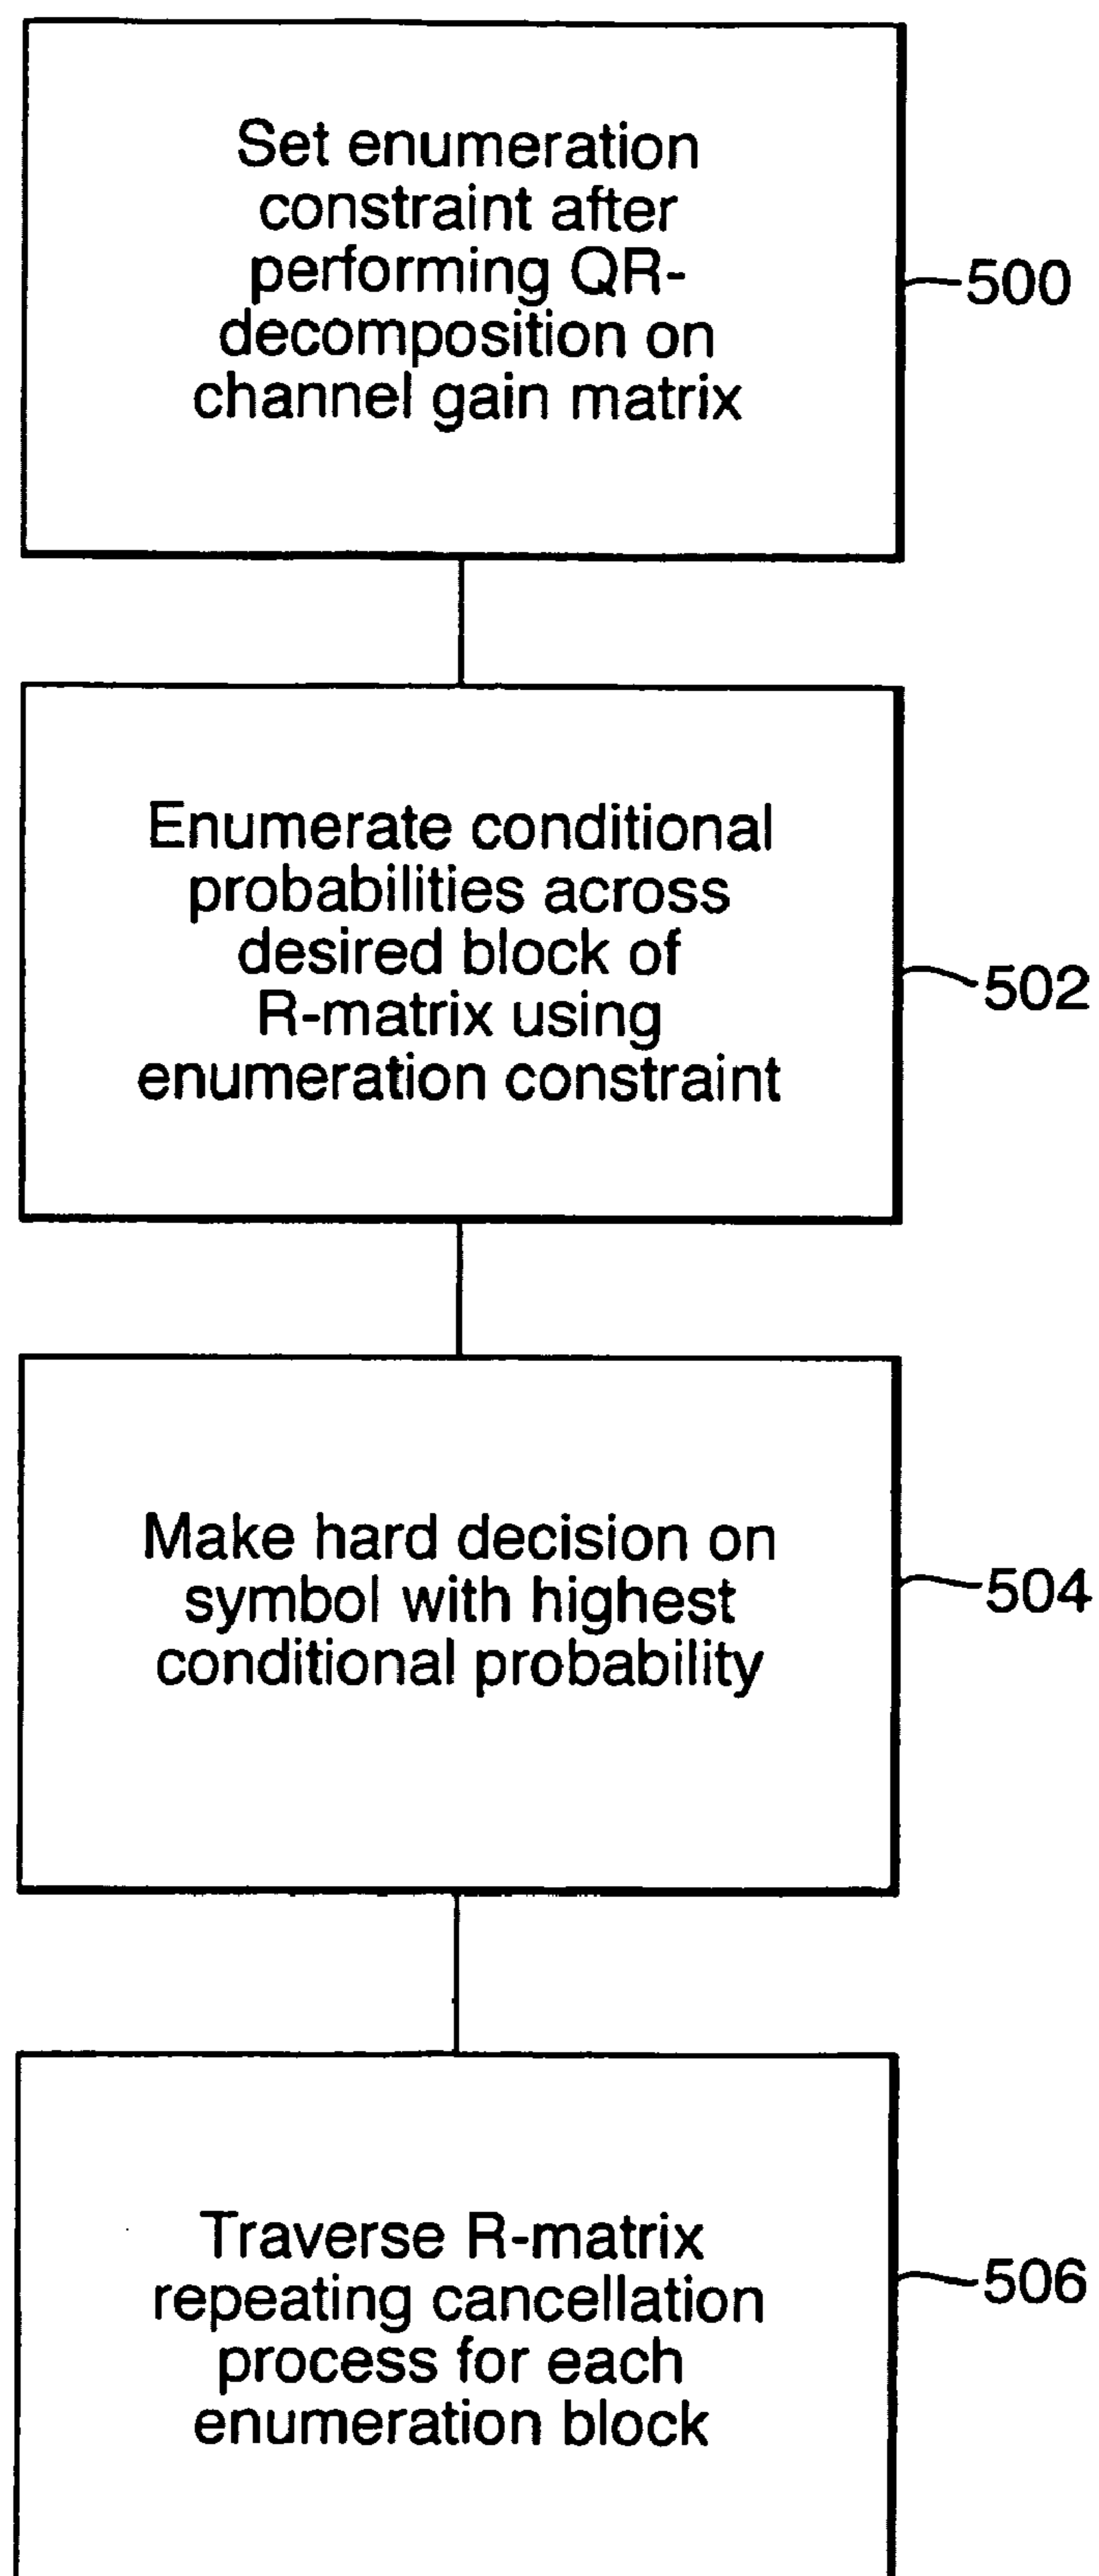 Set enumeration
constraint after
performing QR-
decomposition on
channel gain matrix
500
Enumerate conditional
probabilities across
desired block of
R-matrix using
enumeration constraint
502
Make hard decision on
symbol with highest
conditional probability
504
Traverse R-matrix
repeating cancellation
process for each
enumeration block
506